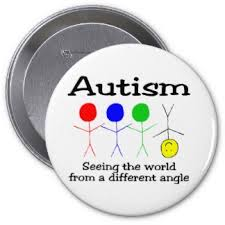 Autism
Seeing the world
from a different angle